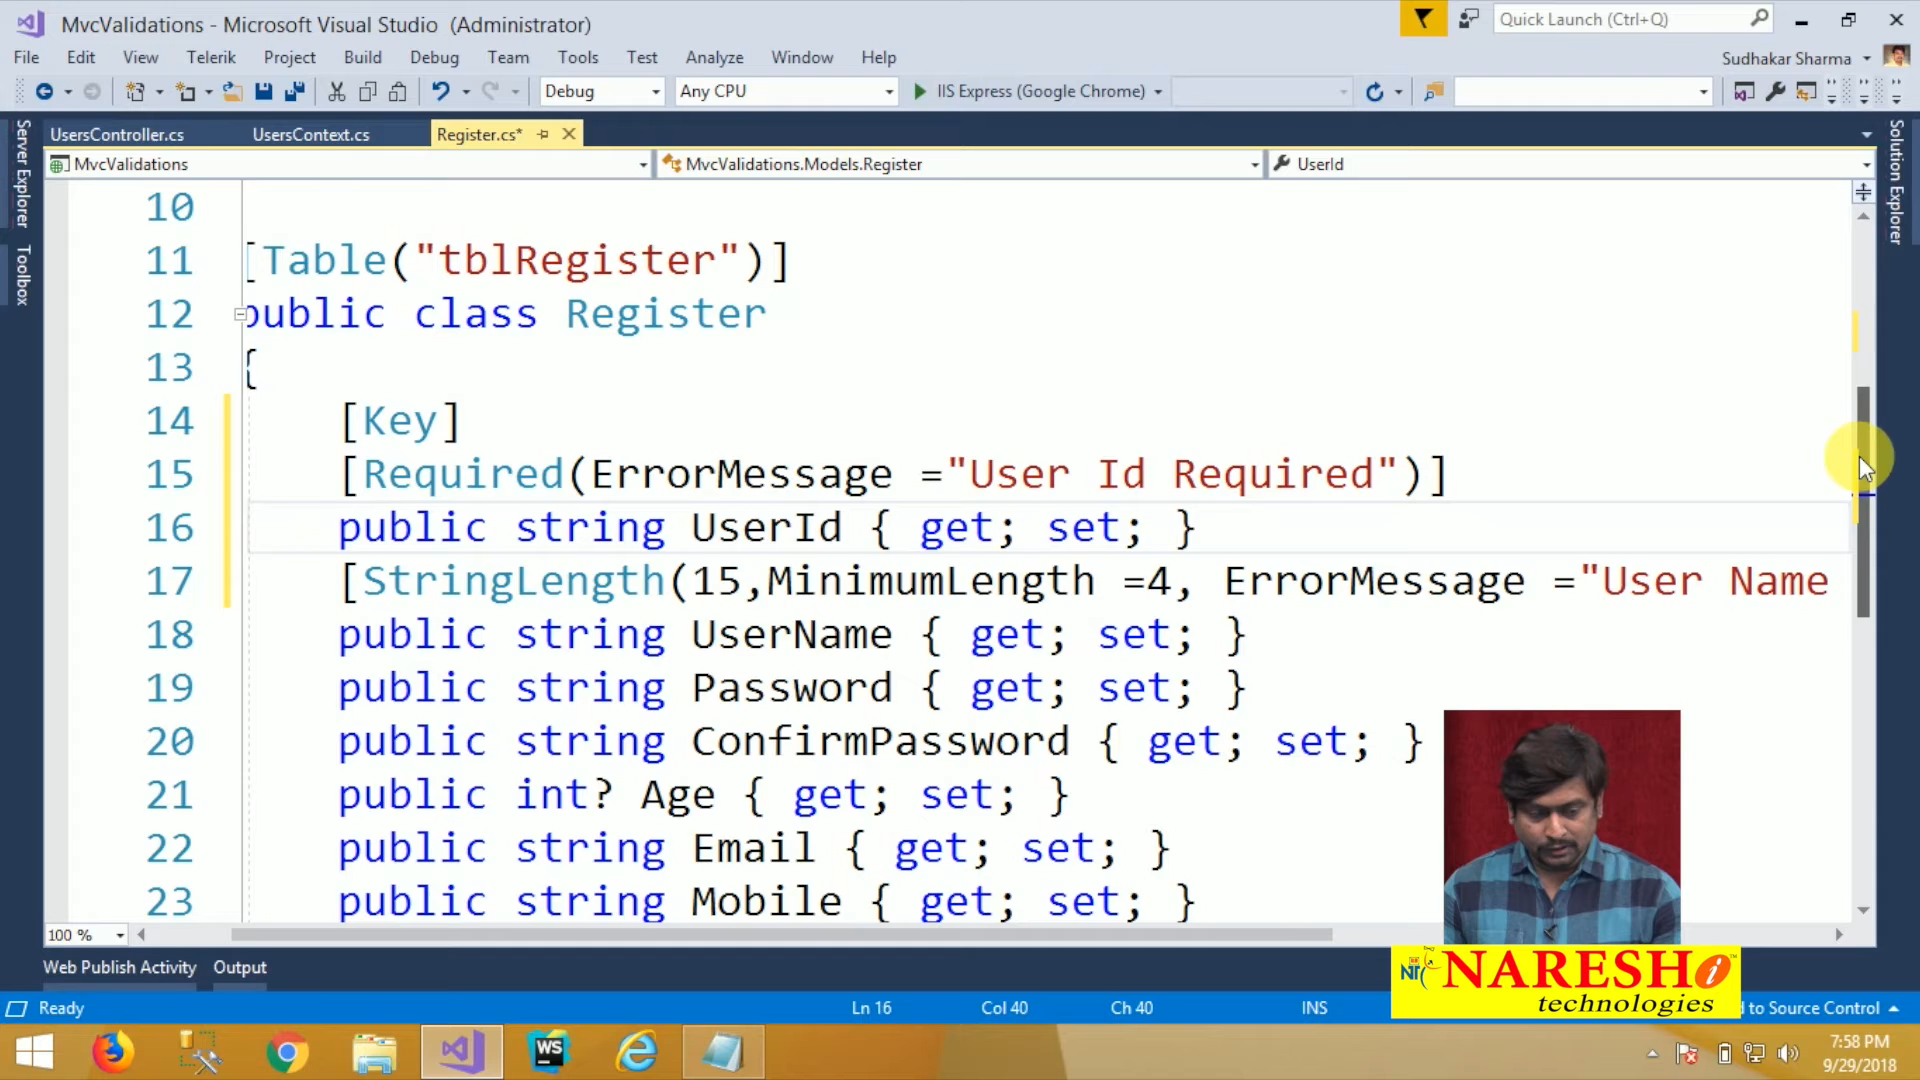 MvcValidations - Microsoft Visual Studio (Administrator)
Quick Launch (Ctrl+Q)
File Edit View Telerik Project Build Debug Team Tools Test Analyze Window Help
Sudhakar Sharma
Debug Any CPU IIS Express (Google Chrome)
UsersController.cs UsersContext.cs Register.cs*
MvcValidations MvcValidations.Models.Register UserId
Server Explorer
Toolbox
Solution Explorer
10
11 [Table("tblRegister")]
12 public class Register
13 {
14 [Key]
15 [Required(ErrorMessage ="User Id Required")]
16 public string UserId { get; set; }
17 [StringLength(15,MinimumLength =4, ErrorMessage ="User Name
18 public string UserName { get; set; }
19 public string Password { get; set; }
20 public string ConfirmPassword { get; set; }
21 public int? Age { get; set; }
22 public string Email { get; set; }
23 public string Mobile { get; set; }
100 %
Web Publish Activity Output
NARESH i
technologies
Ready Ln 16 Col 40 Ch 40 INS to Source Control
WS
7:58 PM
9/29/2018